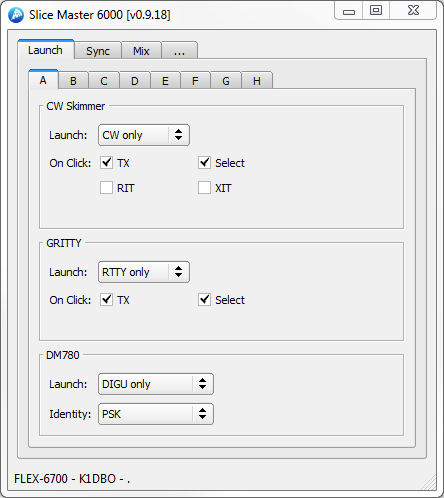 Slice Master 6000 [v0.9.18]
Launch Sync Mix ...
A B C D E F G H
CW Skimmer
Launch: CW only
On Click: TX Select
RIT XIT
GRITTY
Launch: RTTY only
On Click: TX Select
DM780
Launch: DIGU only
Identity: PSK
FLEX-6700 - K1DBO - .